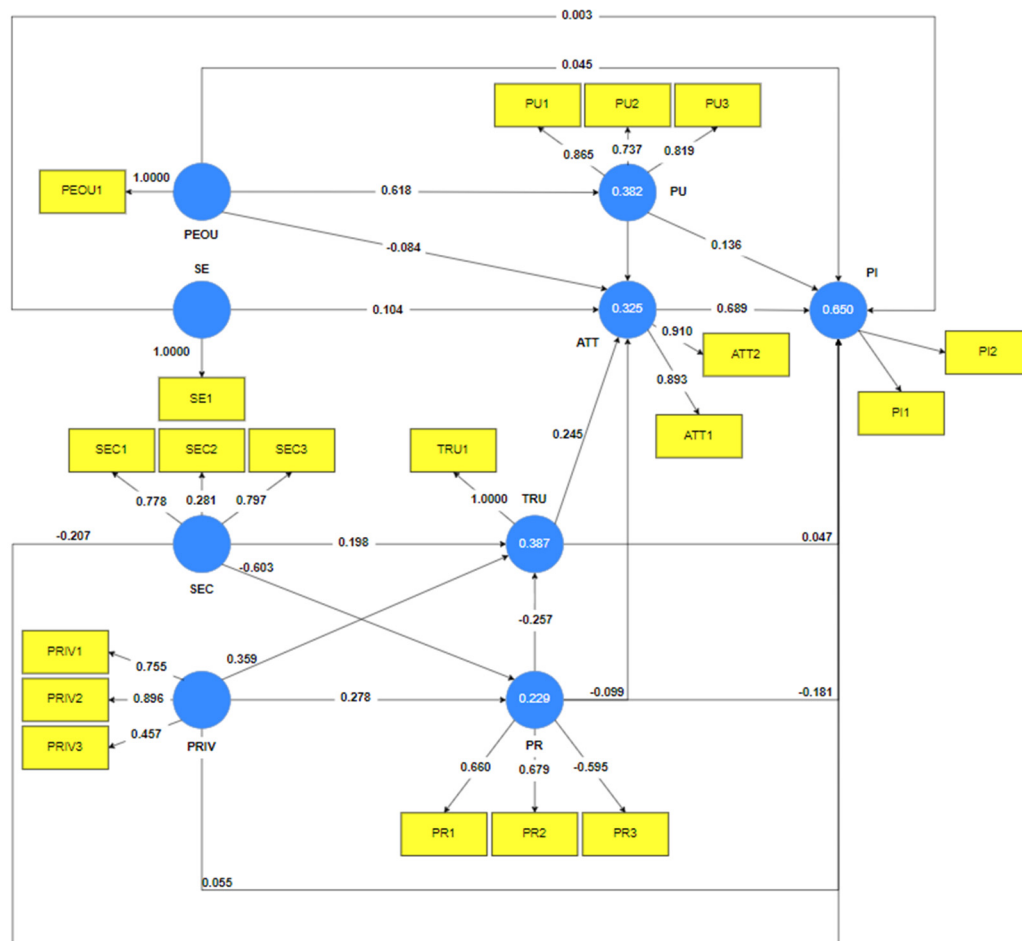 0.003
0.045
PU1
PU2
PU3
0.865
0.737
0.819
PEOU1
1.0000
0.618
0.382
PU
PEOU
-0.084
0.136
SE
PI
0.104
0.325
0.689
0.650
ATT
0.910
ATT2
PI2
1.0000
0.893
SE1
PI1
ATT1
SEC1
SEC2
SEC3
TRU1
0.245
0.778
0.281
0.797
1.0000
TRU
-0.207
0.198
0.387
0.047
-0.603
SEC
-0.257
PRIV1
0.755
0.359
PRIV2
0.896
0.278
0.229
-0.099
-0.181
PRIV3
0.457
PRIV
PR
0.660
0.679
-0.595
PR1
PR2
PR3
0.055